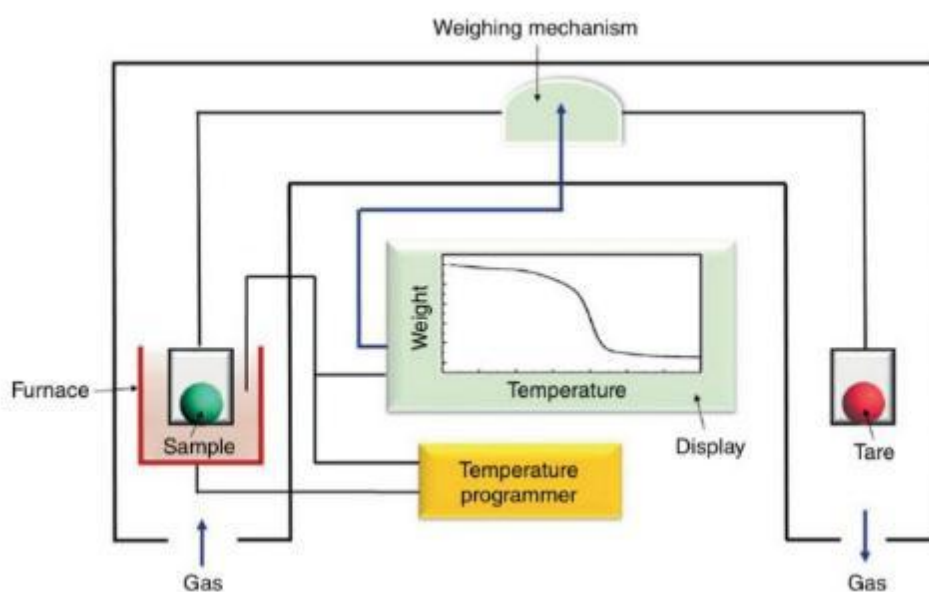 Weighing mechanism
Weight
Temperature
Furnace
Sample
Display
Tare
Temperature
programmer
Gas
Gas